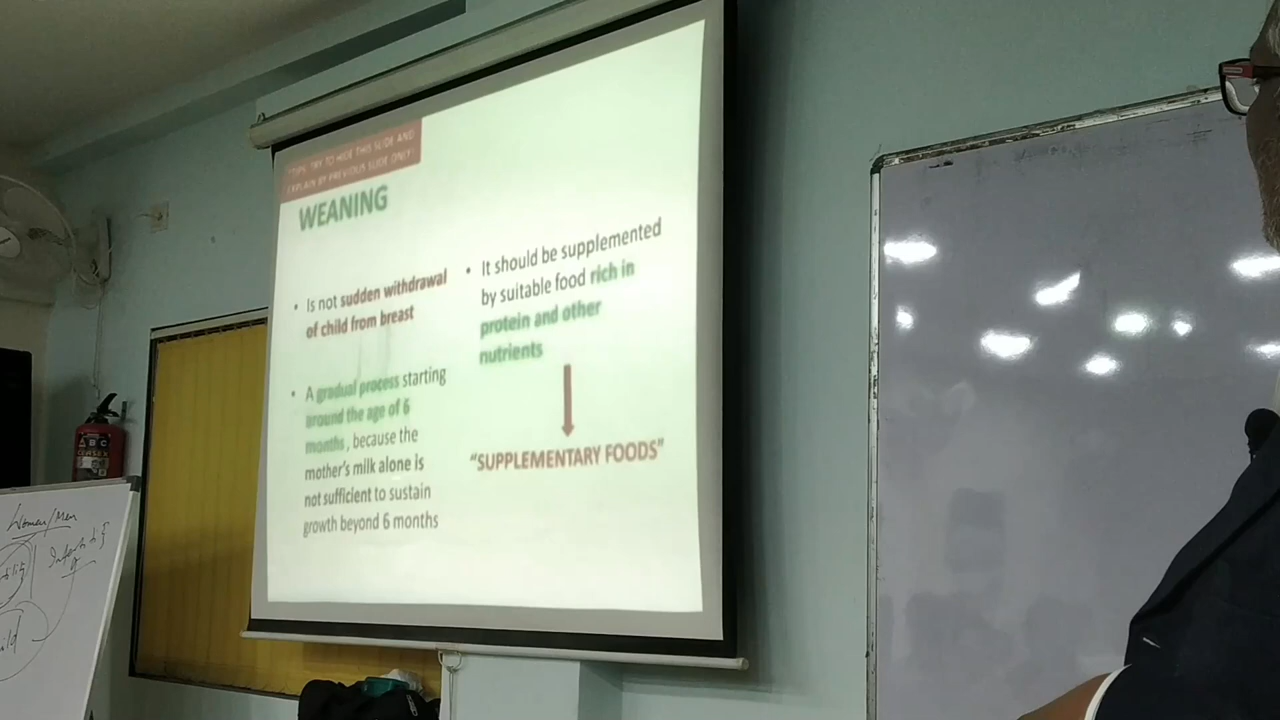 TIPS: TRY TO HIDE THIS SLIDE AND
EXPLAIN BY PREVIOUS SLIDE ONLY
WEANING
• Is not sudden withdrawal
of child from breast
• A gradual process starting
around the age of 6
months , because the
mother's milk alone is
not sufficient to sustain
growth beyond 6 months
• It should be supplemented
by suitable food rich in
protein and other
nutrients
"SUPPLEMENTARY FOODS"
A B C
CEASEX
Women/Men